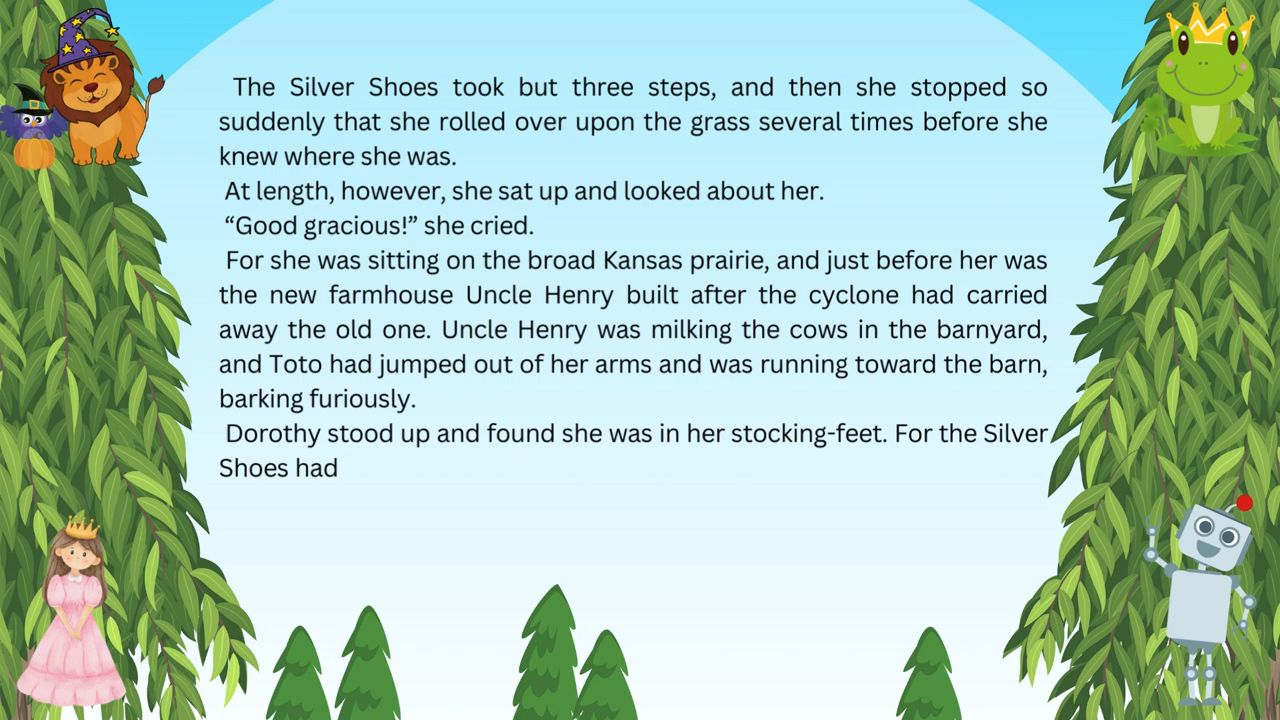 The Silver Shoes took but three steps, and then she stopped so
suddenly that she rolled over upon the grass several times before she
knew where she was.
At length, however, she sat up and looked about her.
“Good gracious!” she cried.
For she was sitting on the broad Kansas prairie, and just before her was
the new farmhouse Uncle Henry built after the cyclone had carried
away the old one. Uncle Henry was milking the cows in the barnyard,
and Toto had jumped out of her arms and was running toward the barn,
barking furiously.
Dorothy stood up and found she was in her stocking-feet. For the Silver
Shoes had